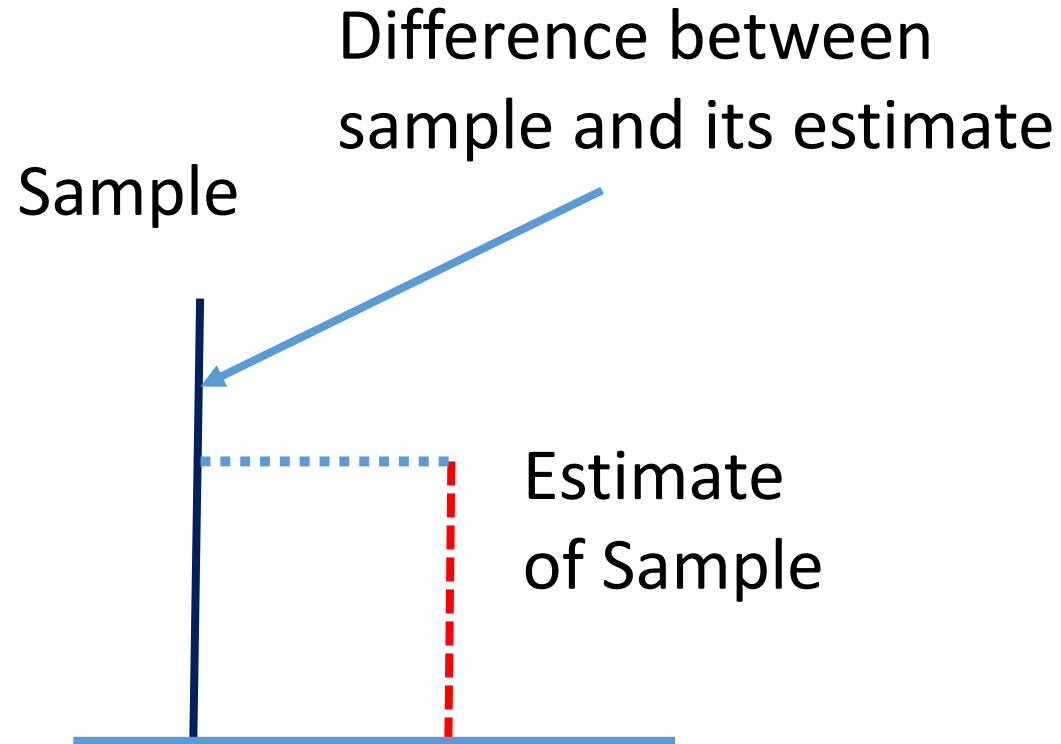 Difference between
sample and its estimate
Sample
Estimate
of Sample